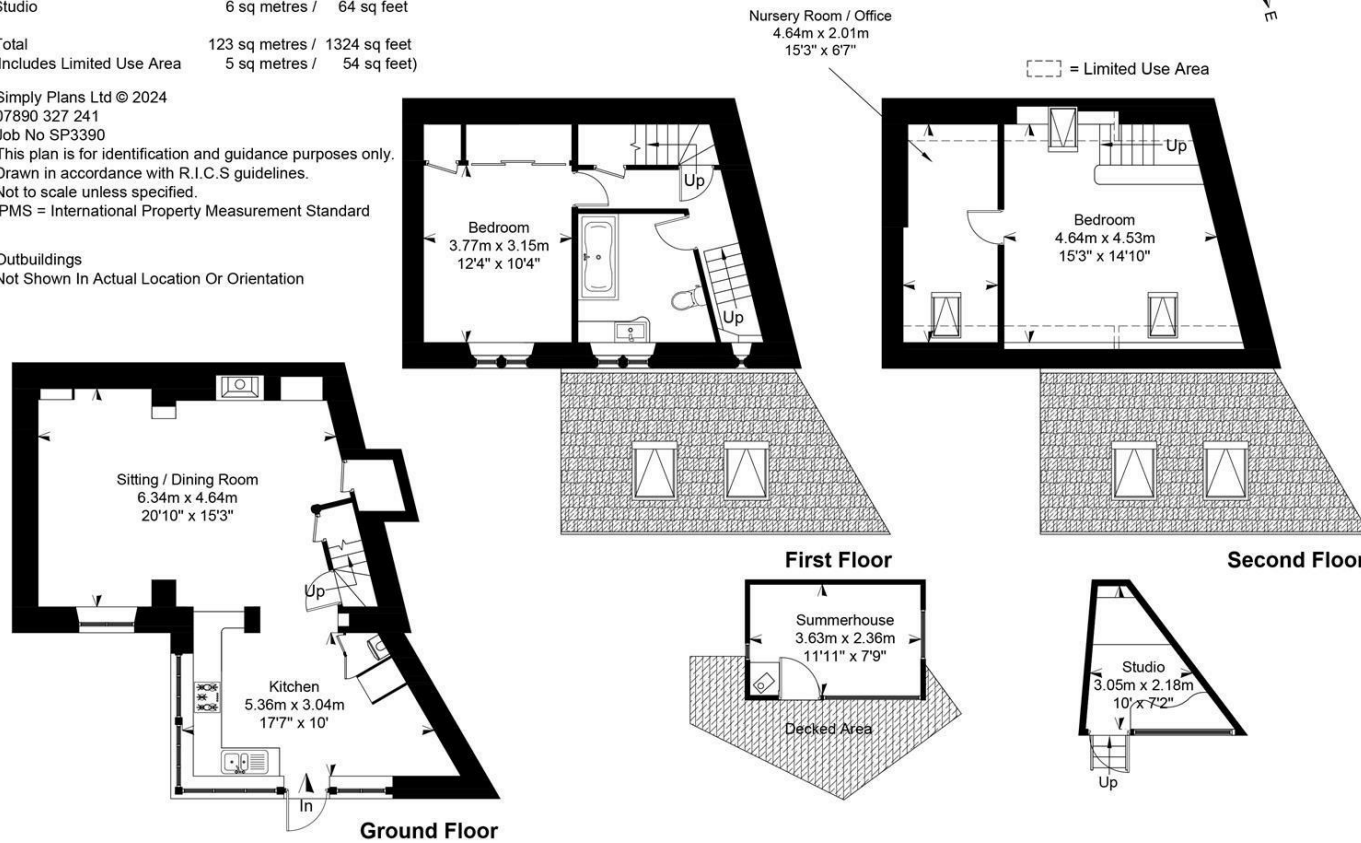 Studio 6 sq metres / 64 sq feet
Total 123 sq metres / 1324 sq feet
(Includes Limited Use Area 5 sq metres / 54 sq feet)
Simply Plans Ltd © 2024
07890 327 241
Job No SP3390
This plan is for identification and guidance purposes only.
Drawn in accordance with R.I.C.S guidelines.
Not to scale unless specified.
IPMS = International Property Measurement Standard
Outbuildings
Not Shown In Actual Location Or Orientation
E
Nursery Room / Office
4.64m x 2.01m
15'3" x 6'7"
= Limited Use Area
Up
Bedroom
3.77m x 3.15m
12'4" x 10'4"
Up
First Floor
Up
Bedroom
4.64m x 4.53m
15'3" x 14'10"
Second Floor
Sitting / Dining Room
6.34m x 4.64m
20'10" x 15'3"
Up
Kitchen
5.36m x 3.04m
17'7" x 10'
In
Ground Floor
Summerhouse
3.63m x 2.36m
11'11" x 7'9"
Decked Area
Studio
3.05m x 2.18m
10' x 7'2"
Up